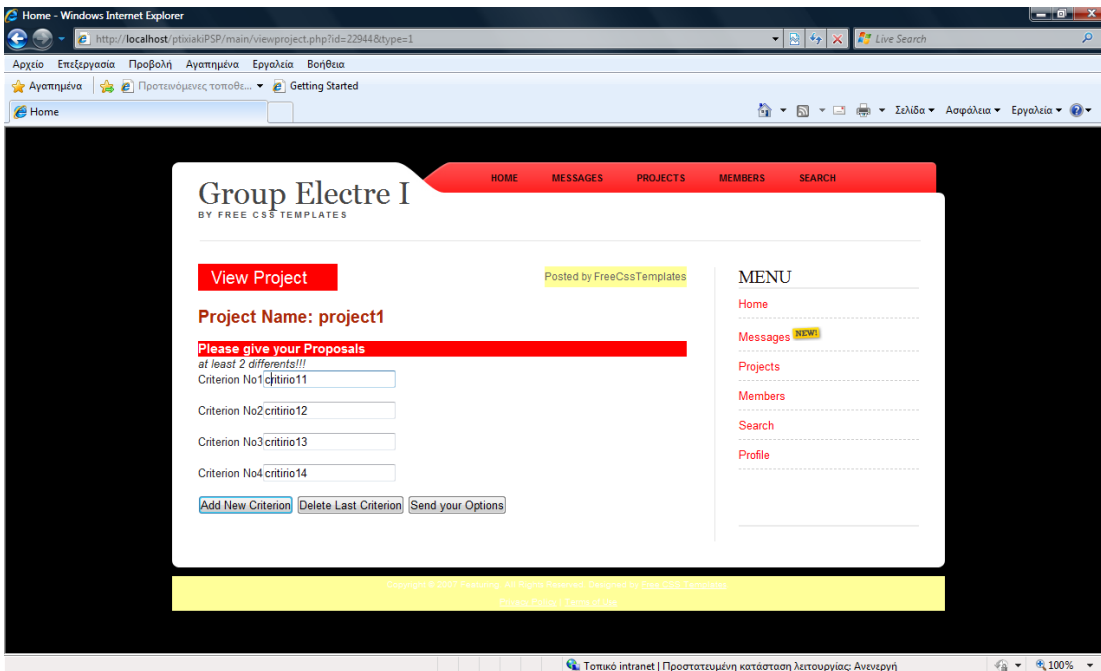 Home - Windows Internet Explorer
http://localhost/ptixiakiPSP/main/viewproject.php?id=22944&type=1
Live Search
Αρχείο Επεξεργασία Προβολή Αγαπημένα Εργαλεία Βοήθεια
Αγαπημένα Προτεινόμενες τοποθε... Getting Started
Home
Σελίδα Ασφάλεια Εργαλεία
HOME MESSAGES PROJECTS MEMBERS SEARCH
Group Electre I
BY FREE CSS TEMPLATES
View Project
Posted by FreeCssTemplates
Project Name: project1
Please give your Proposals
at least 2 differents!!!
Criterion No1 critirio11
Criterion No2 critirio12
Criterion No3 critirio13
Criterion No4 critirio14
Add New Criterion Delete Last Criterion Send your Options
MENU
Home
Messages NEW!
Projects
Members
Search
Profile
Τοπικό intranet | Προστατευμένη κατάσταση λειτουργίας: Ανενεργή
100%